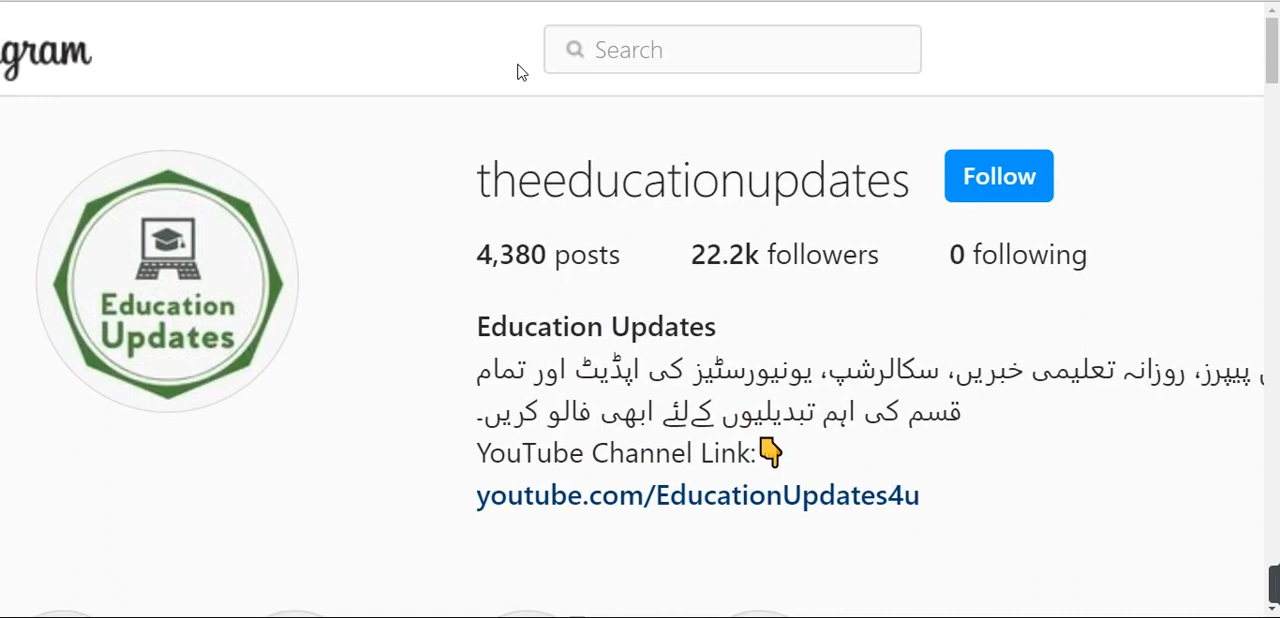 gram
Search
theeducationupdates
Follow
4,380 posts
22.2k followers
0 following
Education
Updates
Education Updates
پیپرز، روزانہ تعلیمی خبریں، سکالرشپ، یونیورسٹیز کی اپڈیٹ اور تمام
قسم کی اہم تبدیلیوں کےلئے ابھی فالو کریں۔
YouTube Channel Link:👇
youtube.com/EducationUpdates4u